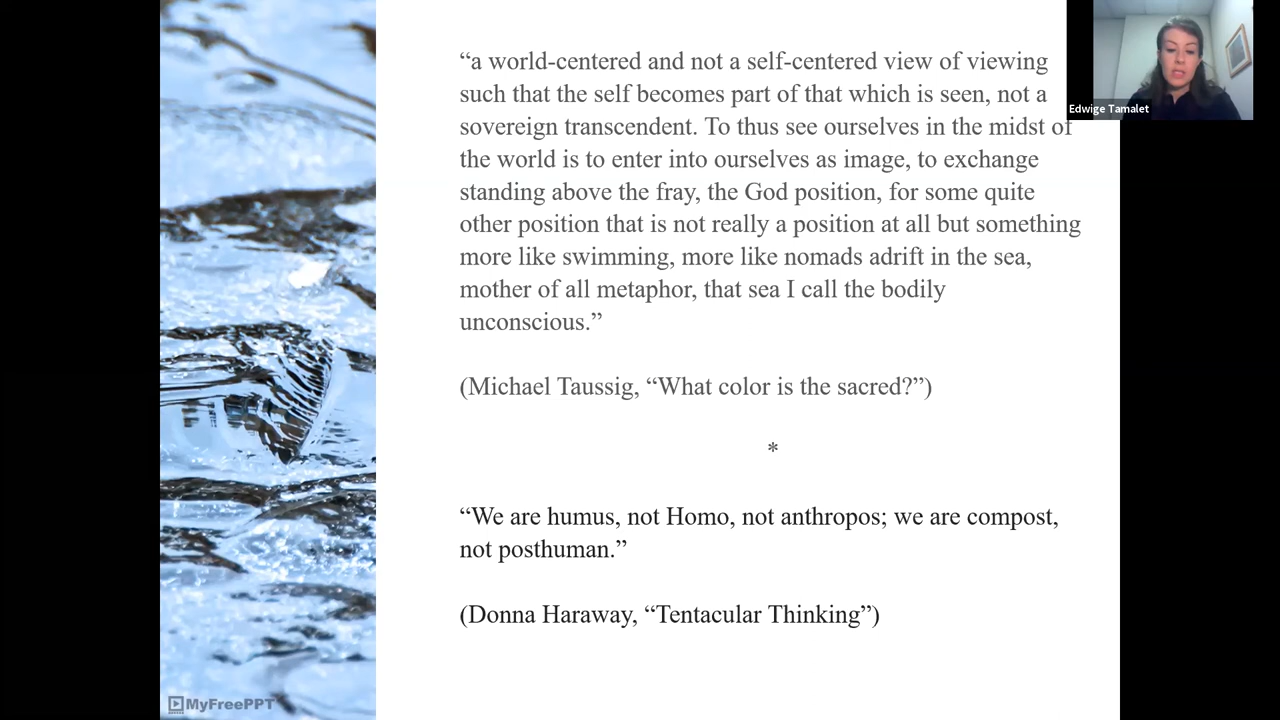 “a world-centered and not a self-centered view of viewing
such that the self becomes part of that which is seen, not a
sovereign transcendent. To thus see ourselves in the midst of
the world is to enter into ourselves as image, to exchange
standing above the fray, the God position, for some quite
other position that is not really a position at all but something
more like swimming, more like nomads adrift in the sea,
mother of all metaphor, that sea I call the bodily
unconscious.”
(Michael Taussig, “What color is the sacred?”)
*
“We are humus, not Homo, not anthropos; we are compost,
not posthuman.”
(Donna Haraway, “Tentacular Thinking”)
Edwige Tamalet
MyFreePPT